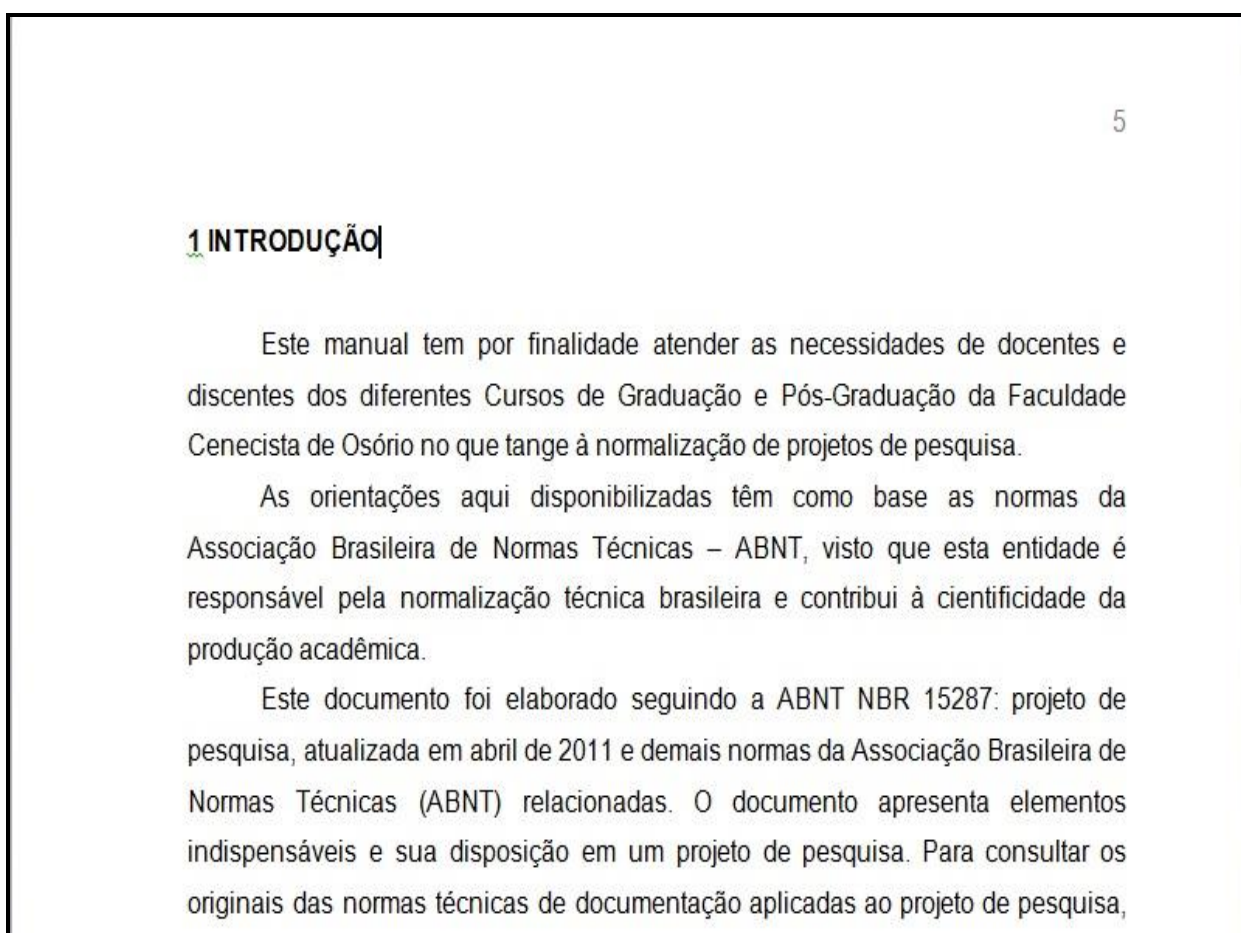 5
1 INTRODUÇÃO
Este manual tem por finalidade atender as necessidades de docentes e
discentes dos diferentes Cursos de Graduação e Pós-Graduação da Faculdade
Cenecista de Osório no que tange à normalização de projetos de pesquisa.
As orientações aqui disponibilizadas têm como base as normas da
Associação Brasileira de Normas Técnicas – ABNT, visto que esta entidade é
responsável pela normalização técnica brasileira e contribui à cientificidade da
produção acadêmica.
Este documento foi elaborado seguindo a ABNT NBR 15287: projeto de
pesquisa, atualizada em abril de 2011 e demais normas da Associação Brasileira de
Normas Técnicas (ABNT) relacionadas. O documento apresenta elementos
indispensáveis e sua disposição em um projeto de pesquisa. Para consultar os
originais das normas técnicas de documentação aplicadas ao projeto de pesquisa,